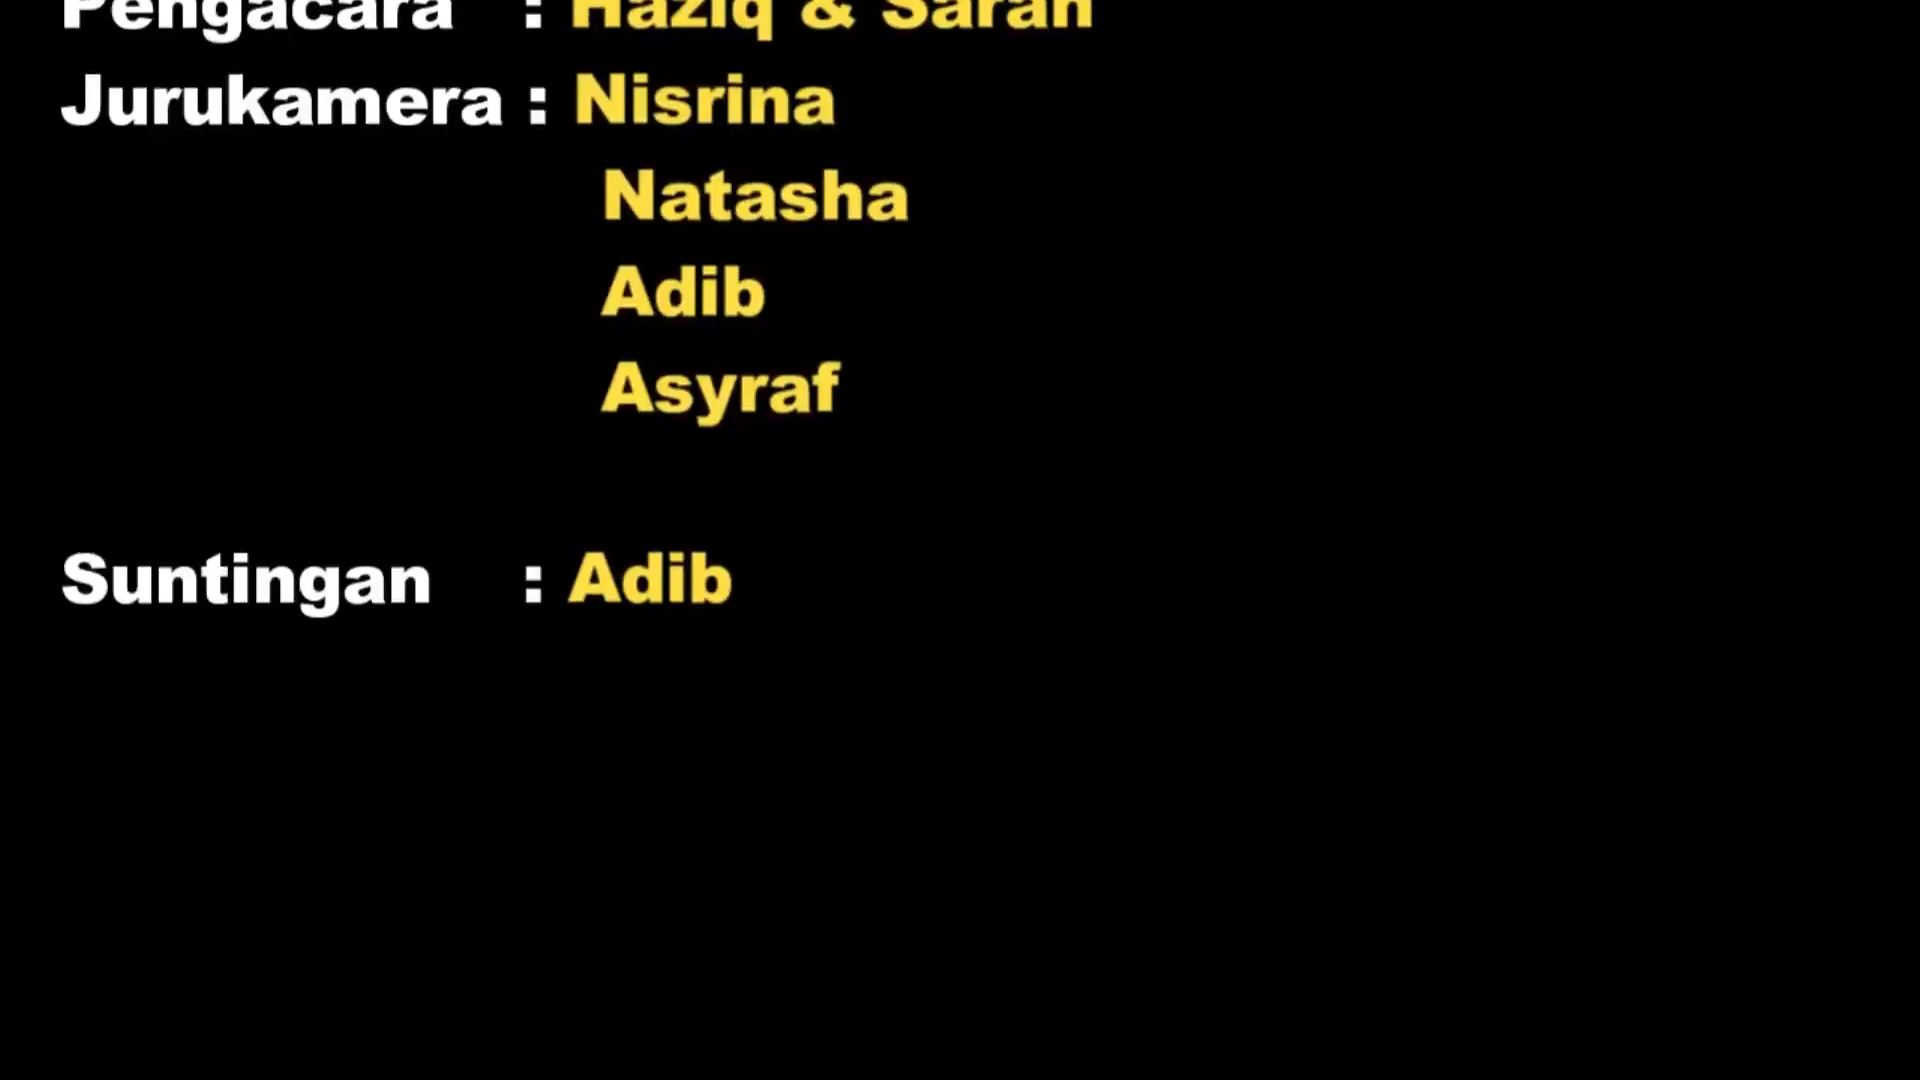 Pengacara : Haziq & Sarah
Jurukamera : Nisrina
Natasha
Adib
Asyraf
Suntingan : Adib